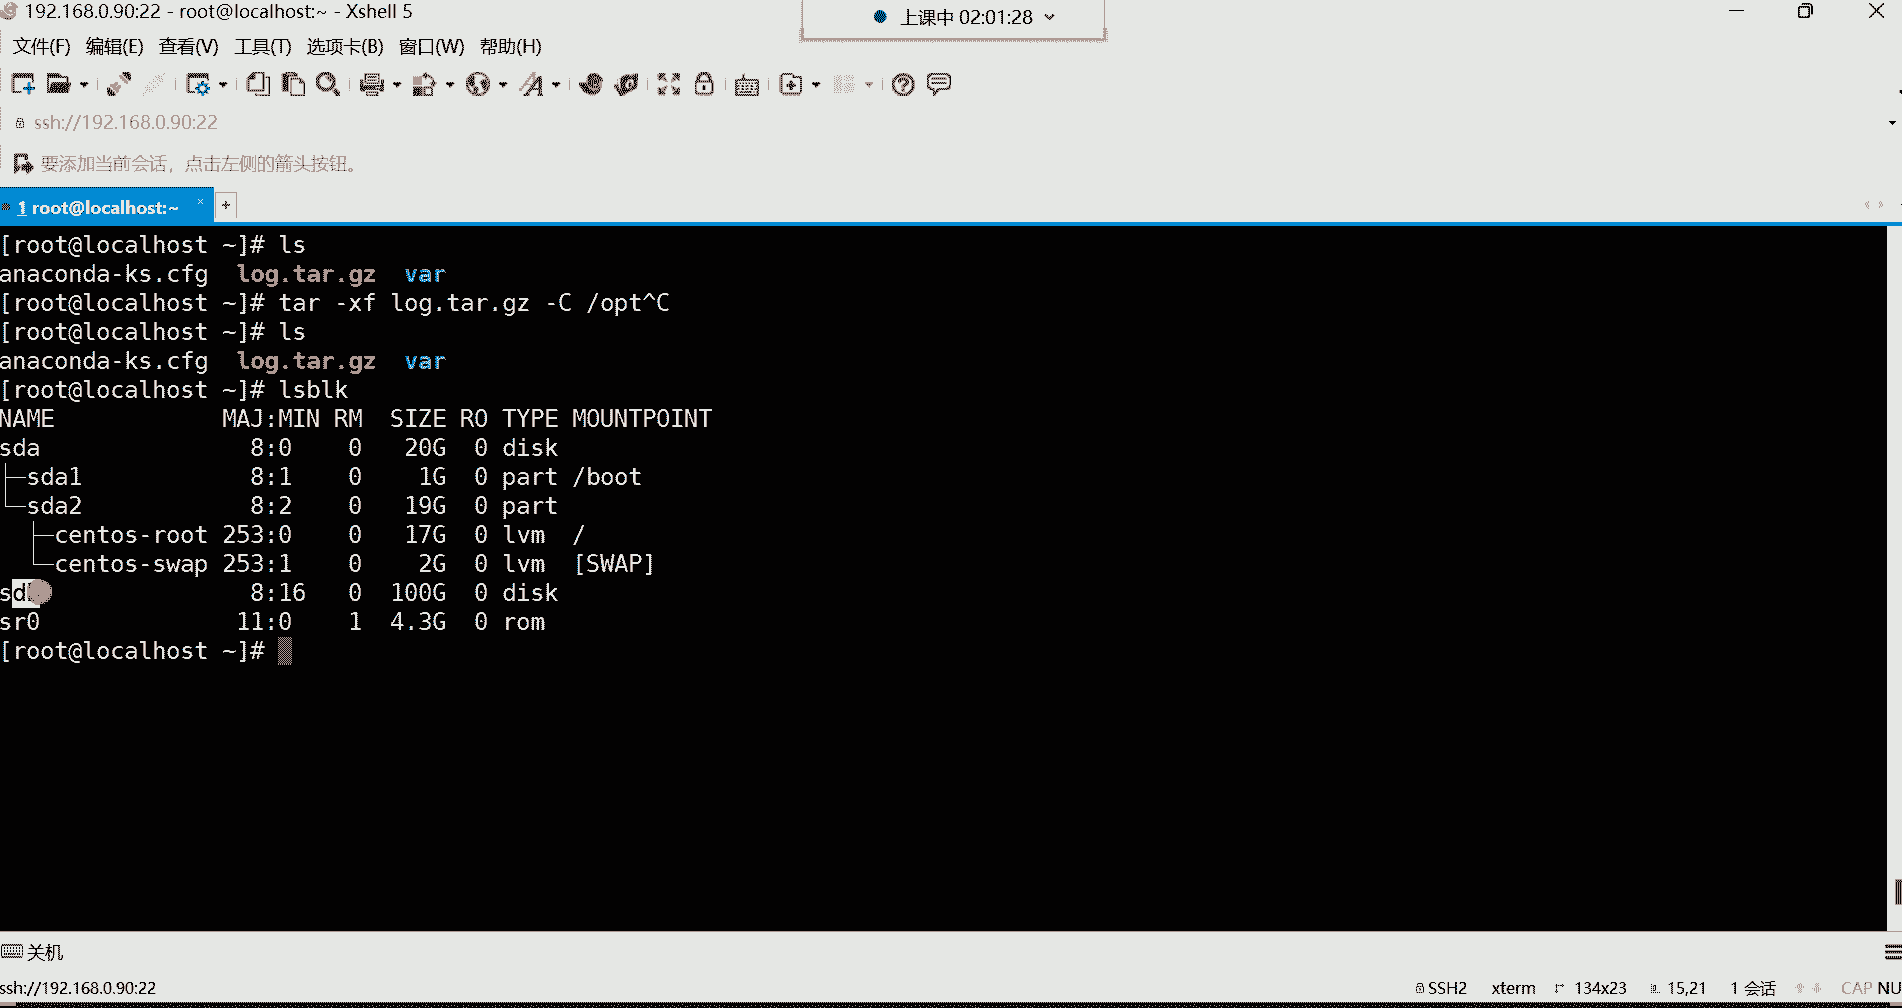 192.168.0.90:22 - root@localhost:~ - Xshell 5
上课中 02:01:28
文件(F) 编辑(E) 查看(V) 工具(T) 选项卡(B) 窗口(W) 帮助(H)
ssh://192.168.0.90:22
要添加当前会话，点击左侧的箭头按钮。
1 root@localhost:~ × +
[root@localhost ~]# ls
anaconda-ks.cfg log.tar.gz var
[root@localhost ~]# tar -xf log.tar.gz -C /opt^C
[root@localhost ~]# ls
anaconda-ks.cfg log.tar.gz var
[root@localhost ~]# lsblk
NAME MAJ:MIN RM SIZE RO TYPE MOUNTPOINT
sda 8:0 0 20G 0 disk
├─sda1 8:1 0 1G 0 part /boot
└─sda2 8:2 0 19G 0 part
├─centos-root 253:0 0 17G 0 lvm /
└─centos-swap 253:1 0 2G 0 lvm [SWAP]
8:16 0 100G 0 disk
sr0 11:0 1 4.3G 0 rom
[root@localhost ~]#
关机
ssh://192.168.0.90:22 SSH2 xterm 134x23 15,21 1 会话 CAP NU